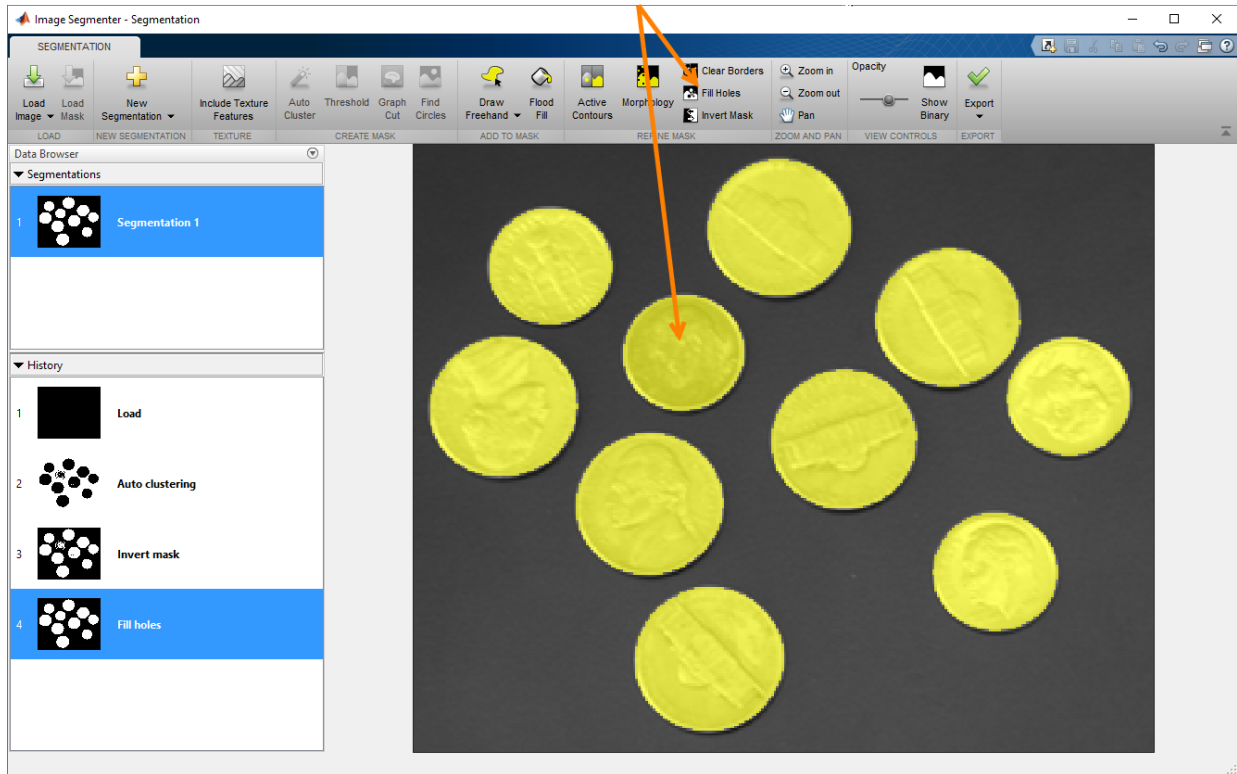 Image Segmenter - Segmentation
SEGMENTATION
Load Image
Load Mask
New Segmentation
Include Texture Features
Auto Cluster
Threshold
Graph Cut
Find Circles
Draw Freehand
Flood Fill
Active Contours
Morphology
Clear Borders
Fill Holes
Invert Mask
Zoom in
Zoom out
Pan
Opacity
Show Binary
Export
LOAD
NEW SEGMENTATION
TEXTURE
CREATE MASK
ADD TO MASK
REFINE MASK
ZOOM AND PAN
VIEW CONTROLS
EXPORT
Data Browser
Segmentations
1 Segmentation 1
History
1 Load
2 Auto clustering
3 Invert mask
4 Fill holes